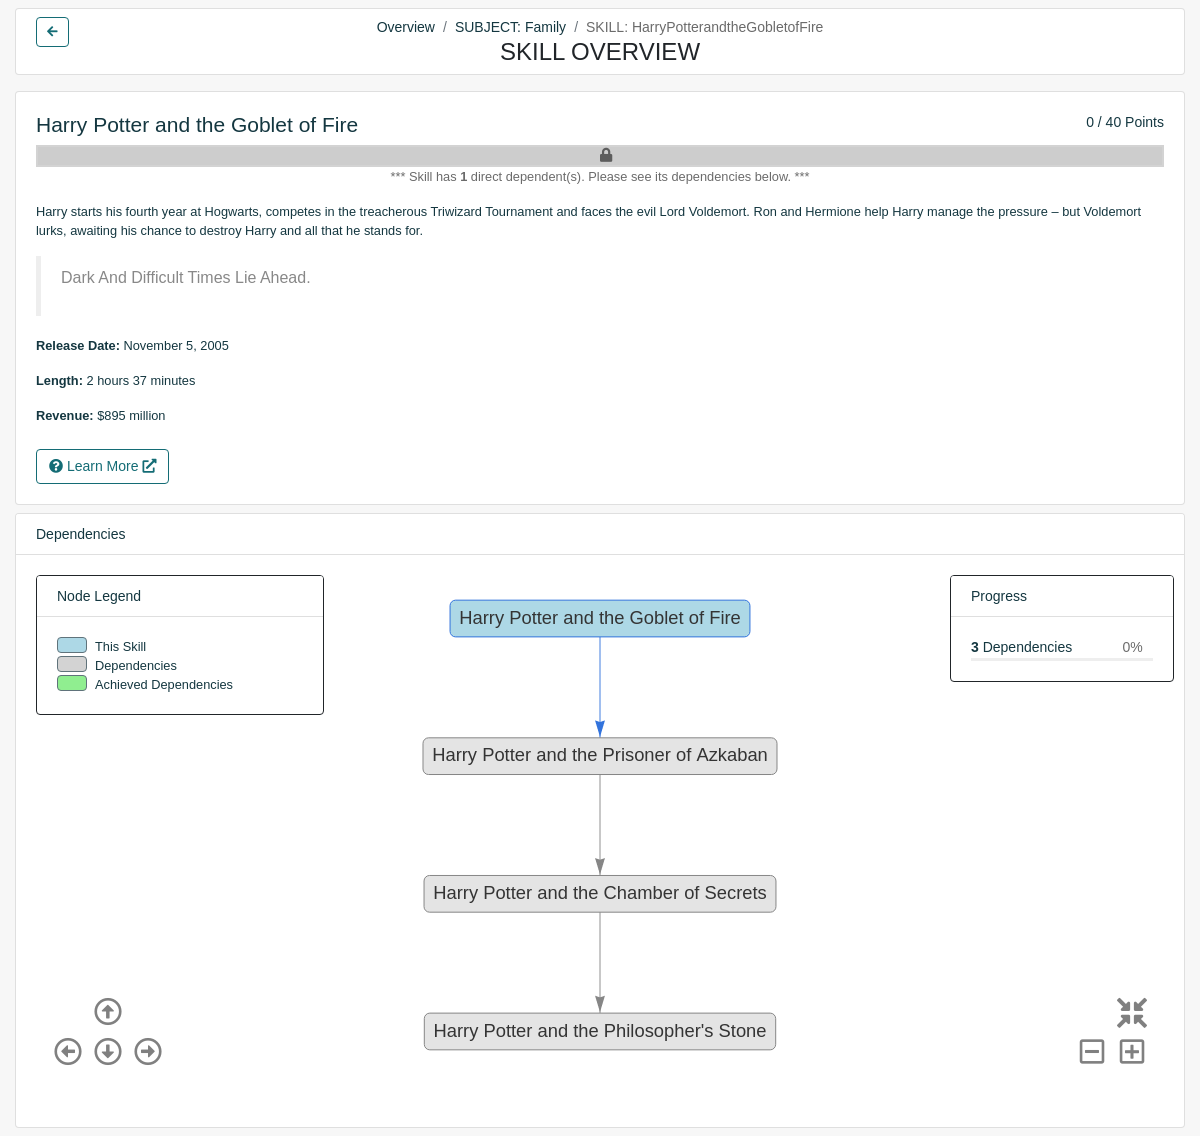 Overview / SUBJECT: Family / SKILL: HarryPotterandtheGobletofFire
SKILL OVERVIEW
Harry Potter and the Goblet of Fire
0 / 40 Points
*** Skill has 1 direct dependent(s). Please see its dependencies below. ***
Harry starts his fourth year at Hogwarts, competes in the treacherous Triwizard Tournament and faces the evil Lord Voldemort. Ron and Hermione help Harry manage the pressure – but Voldemort
lurks, awaiting his chance to destroy Harry and all that he stands for.
Dark And Difficult Times Lie Ahead.
Release Date: November 5, 2005
Length: 2 hours 37 minutes
Revenue: $895 million
Learn More
Dependencies
Node Legend
This Skill
Dependencies
Achieved Dependencies
Harry Potter and the Goblet of Fire
Harry Potter and the Prisoner of Azkaban
Harry Potter and the Chamber of Secrets
Harry Potter and the Philosopher's Stone
Progress
3 Dependencies 0%